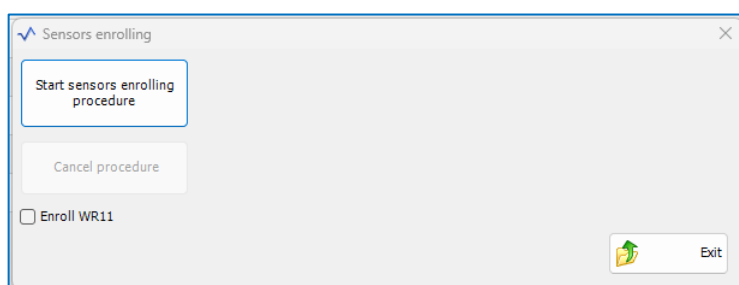 Sensors enrolling
Start sensors enrolling
procedure
Cancel procedure
Enroll WR11
Exit